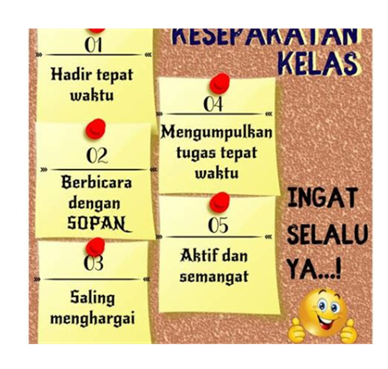 KESEPAKATAN
KELAS
01
Hadir tepat
waktu
02
Berbicara
dengan
SOPAN
03
Saling
menghargai
04
Mengumpulkan
tugas tepat
waktu
05
Aktif dan
semangat
INGAT
SELALU
YA...!